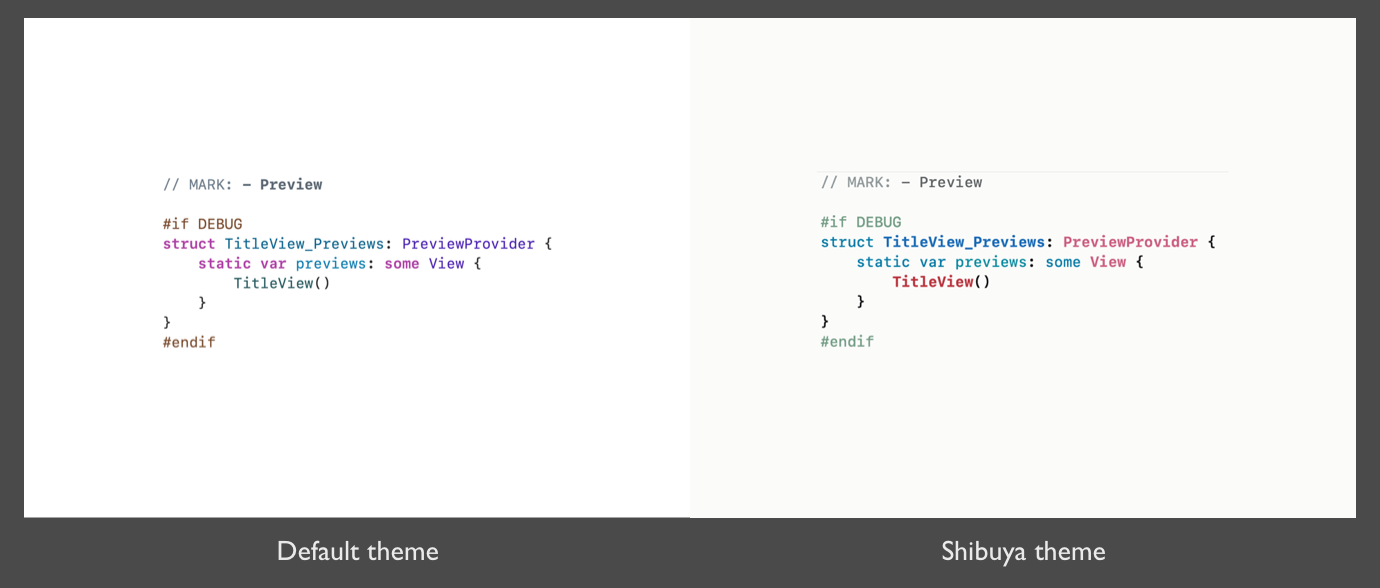 // MARK: - Preview
#if DEBUG
struct TitleView_Previews: PreviewProvider {
    static var previews: some View {
        TitleView()
    }
}
#endif
Default theme
// MARK: - Preview
#if DEBUG
struct TitleView_Previews: PreviewProvider {
    static var previews: some View {
        TitleView()
    }
}
#endif
Shibuya theme